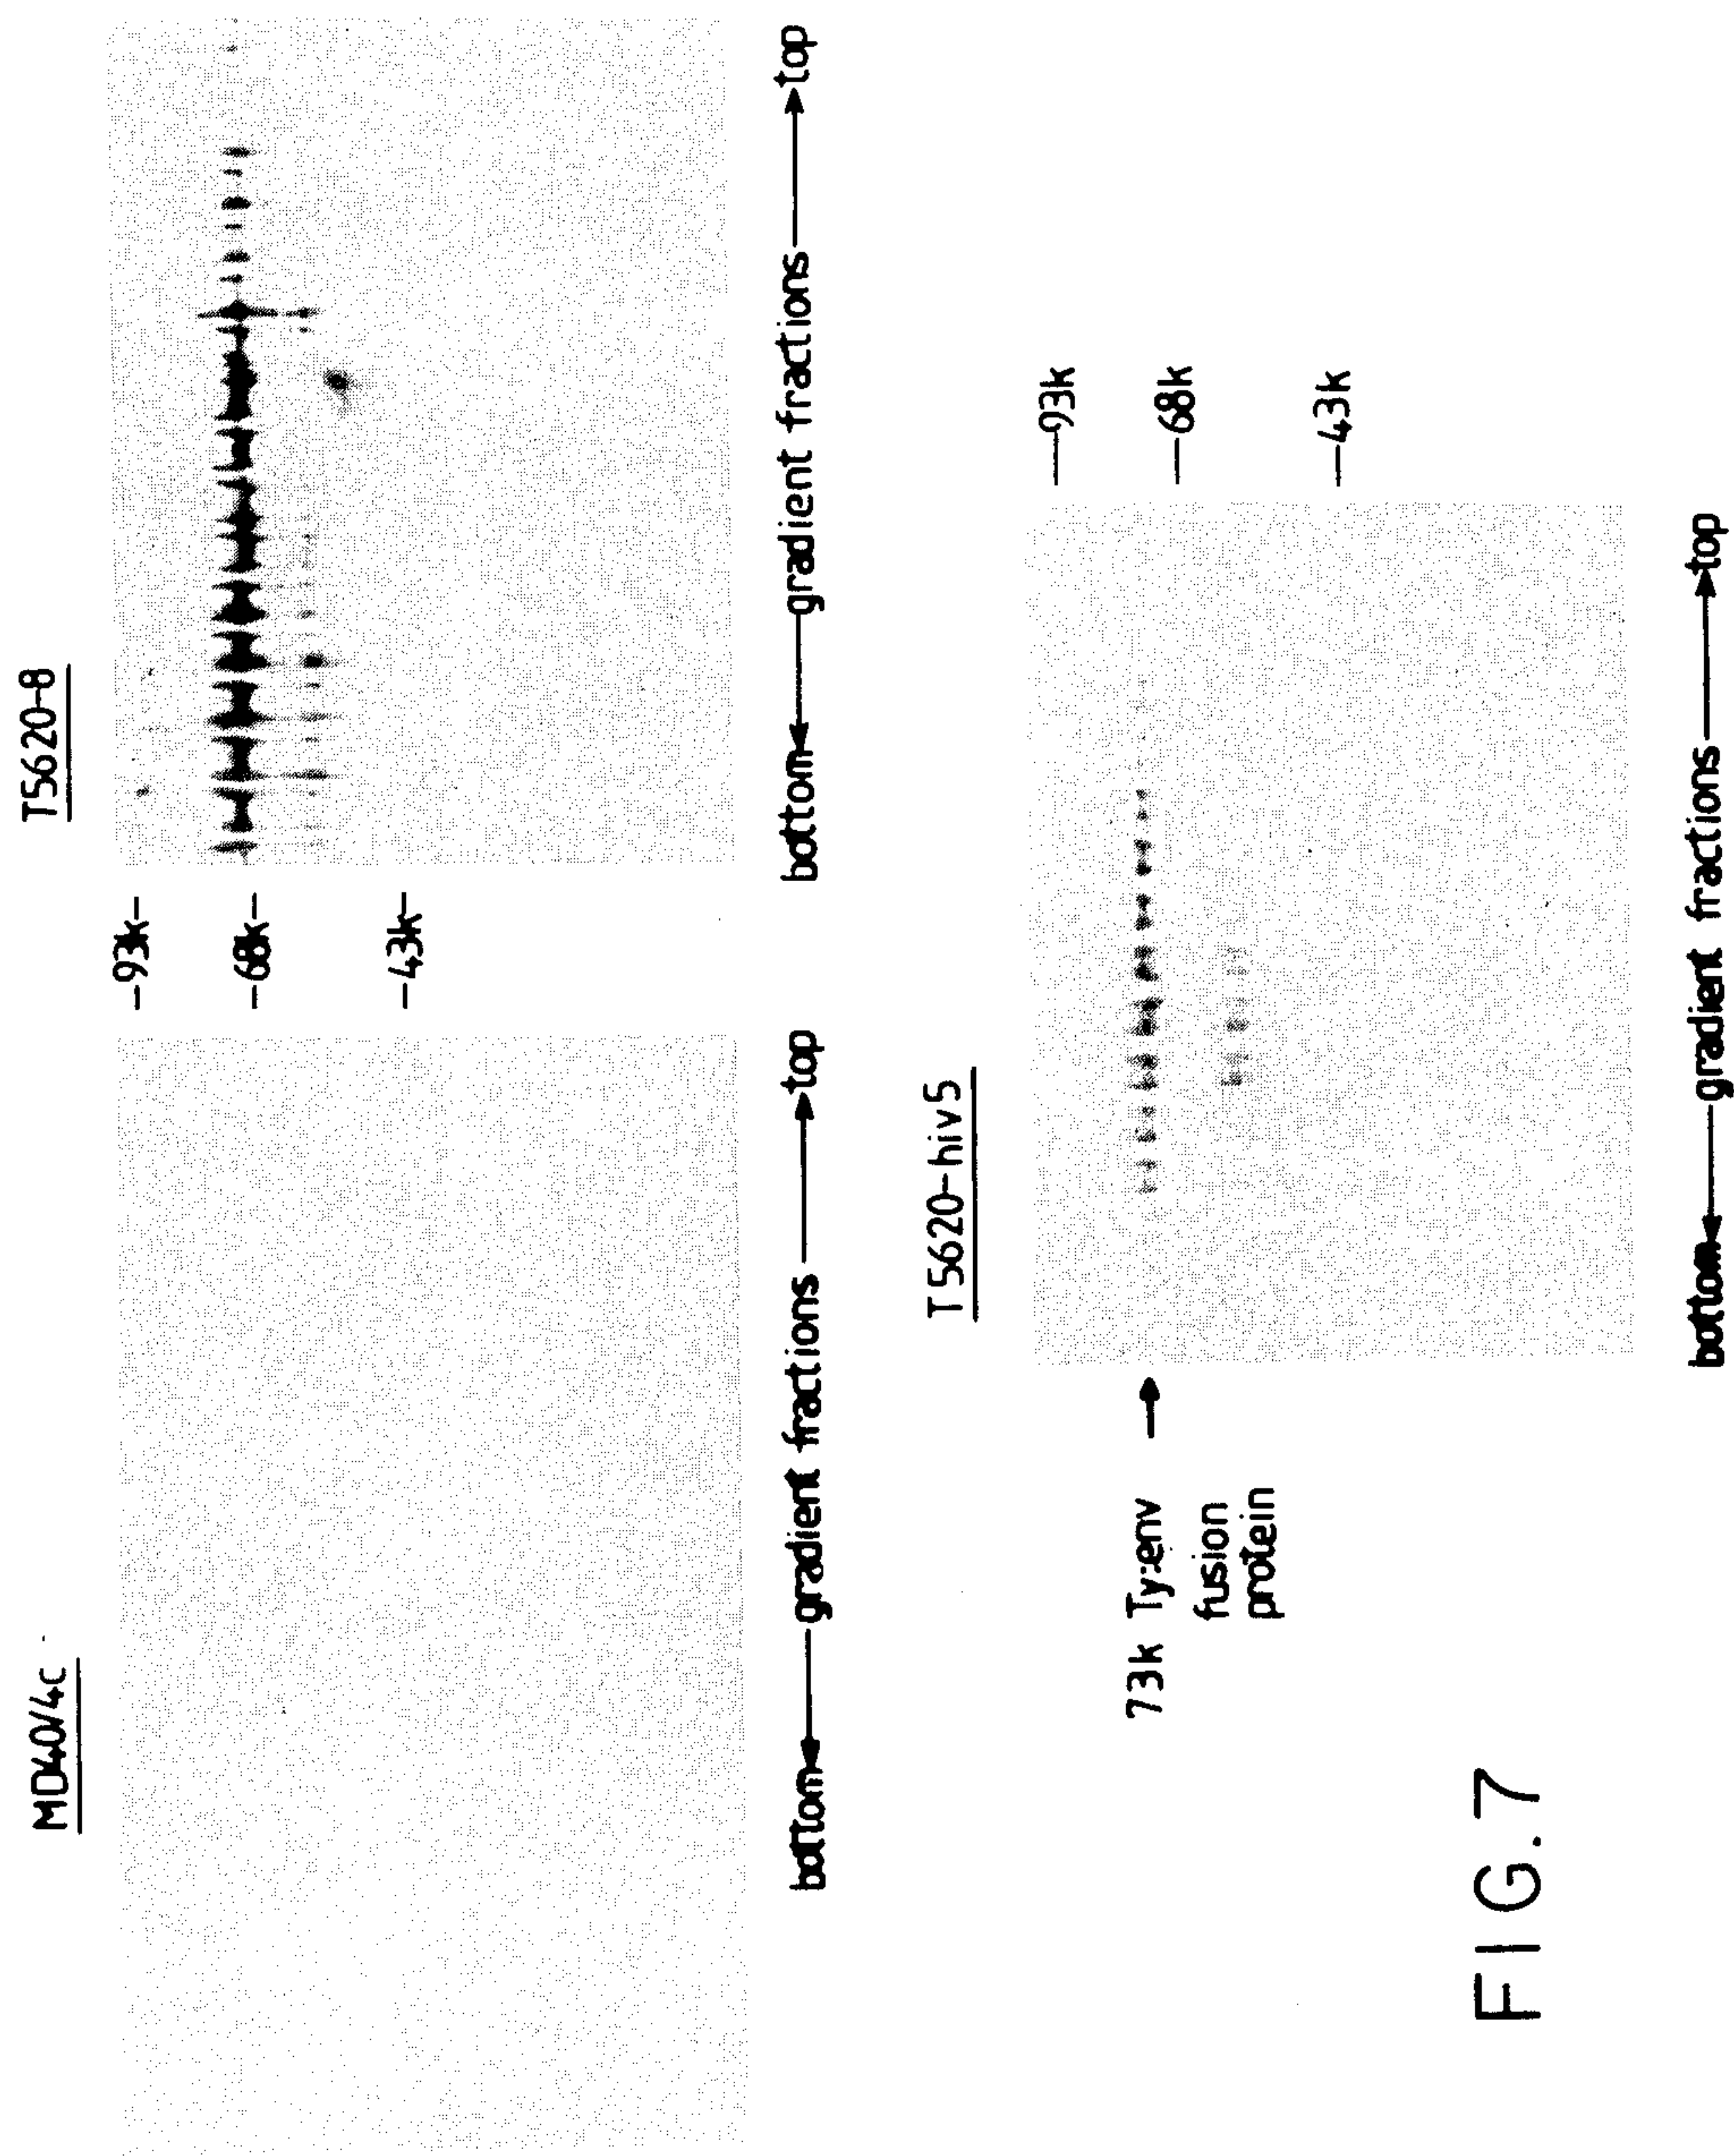 MD40/4c
T5620-8
-93k-
-68k-
-43k-
bottom gradient fractions top
bottom gradient fractions top
T5620-hiv5
73k Ty:env
fusion
protein
93k
68k
43k
bottom gradient fractions top
FIG.7